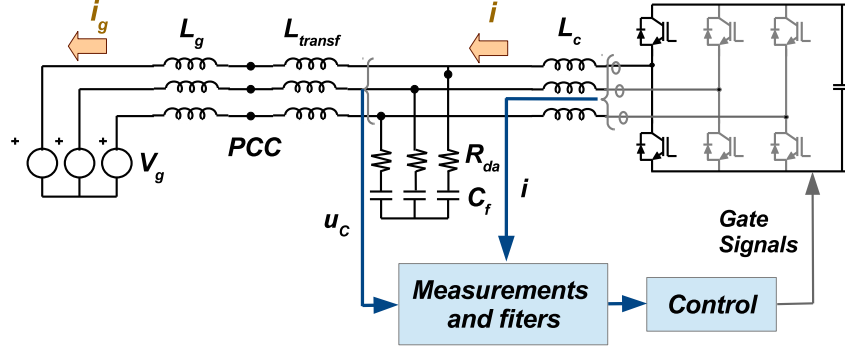 i_g
i
L_g
L_transf
L_c
+
+
+
PCC
V_g
R_da
C_f
u_C
i
Gate
Signals
Measurements
and fiters
Control